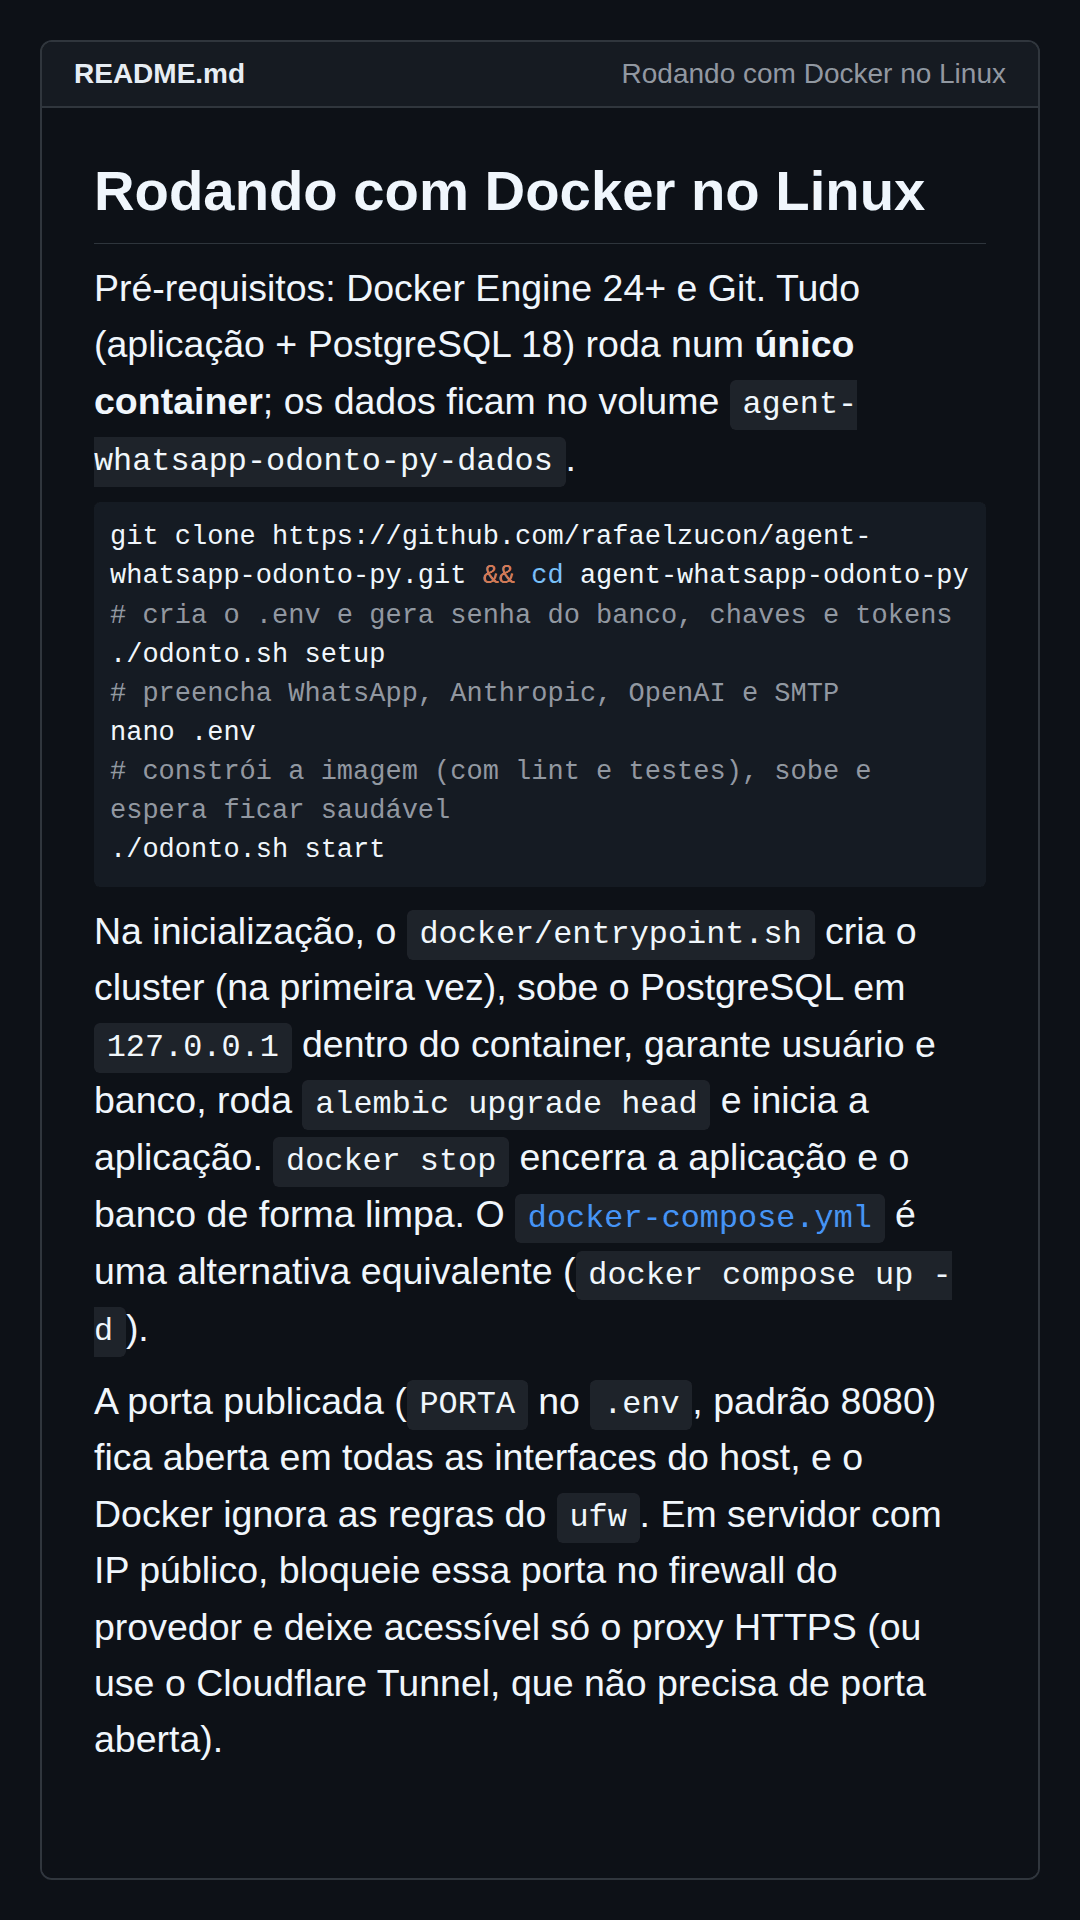 README.md
Rodando com Docker no Linux
Rodando com Docker no Linux
Pré-requisitos: Docker Engine 24+ e Git. Tudo
(aplicação + PostgreSQL 18) roda num único
container; os dados ficam no volume agent-
whatsapp-odonto-py-dados.
git clone https://github.com/rafaelzucon/agent-
whatsapp-odonto-py.git && cd agent-whatsapp-odonto-py
# cria o .env e gera senha do banco, chaves e tokens
./odonto.sh setup
# preencha WhatsApp, Anthropic, OpenAI e SMTP
nano .env
# constrói a imagem (com lint e testes), sobe e
espera ficar saudável
./odonto.sh start
Na inicialização, o docker/entrypoint.sh cria o
cluster (na primeira vez), sobe o PostgreSQL em
127.0.0.1 dentro do container, garante usuário e
banco, roda alembic upgrade head e inicia a
aplicação. docker stop encerra a aplicação e o
banco de forma limpa. O docker-compose.yml é
uma alternativa equivalente (docker compose up -
d).
A porta publicada (PORTA no .env, padrão 8080)
fica aberta em todas as interfaces do host, e o
Docker ignora as regras do ufw. Em servidor com
IP público, bloqueie essa porta no firewall do
provedor e deixe acessível só o proxy HTTPS (ou
use o Cloudflare Tunnel, que não precisa de porta
aberta).